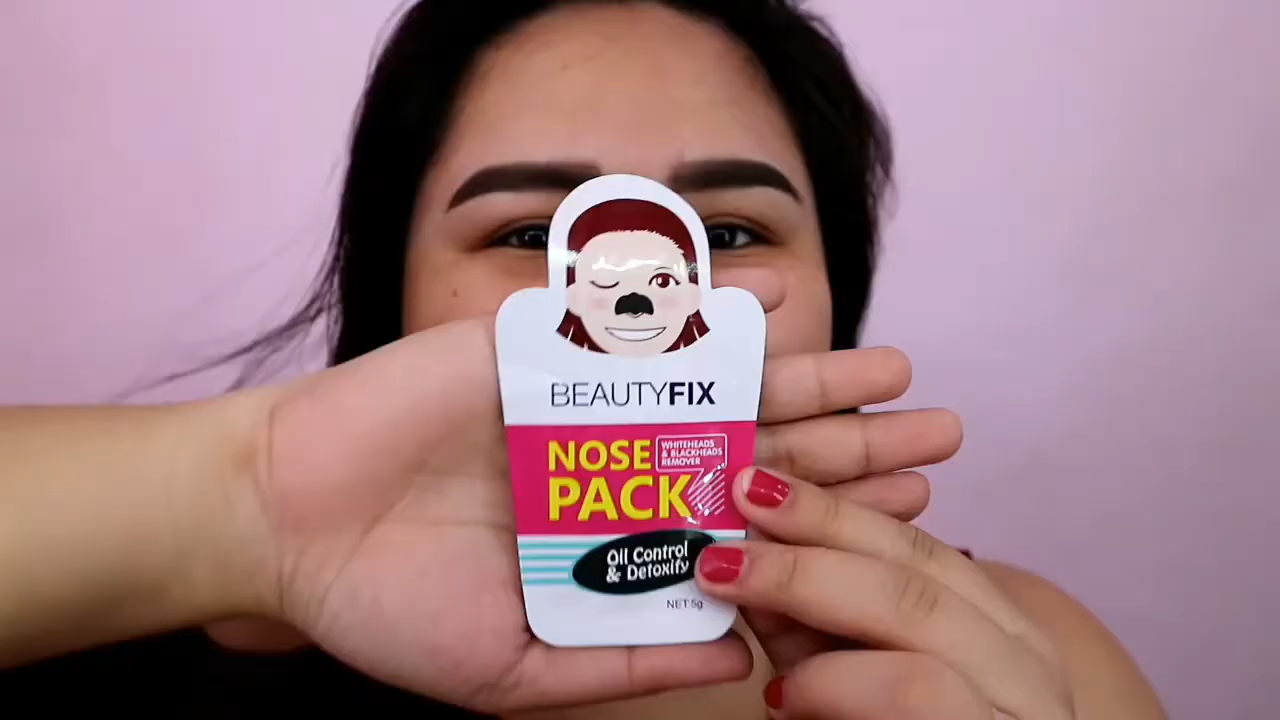 BEAUTYFIX
NOSE
PACK
WHITEHEADS
& BLACKHEADS
REMOVER
Oil Control
& Detoxify
NET:5g